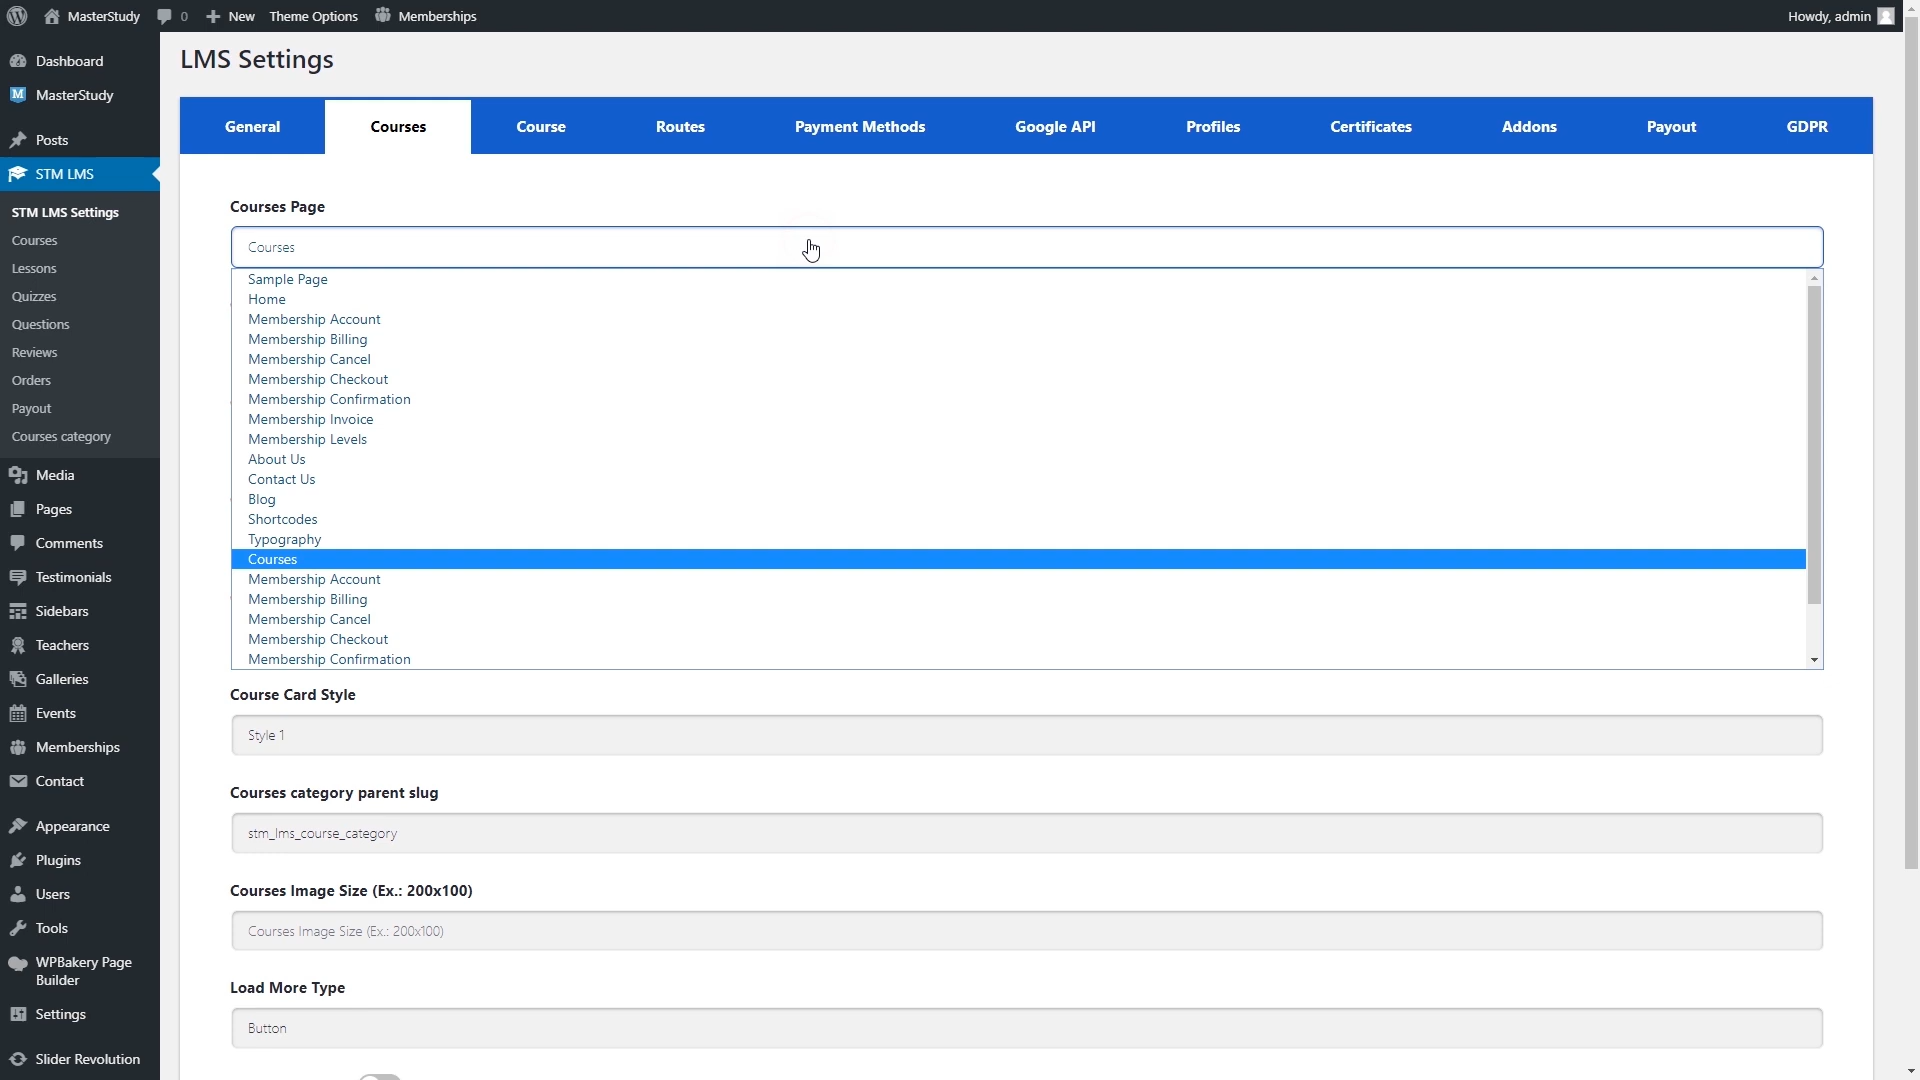 MasterStudy 0 New Theme Options Memberships Howdy, admin
Dashboard
MasterStudy
Posts
STM LMS
STM LMS Settings
Courses
Lessons
Quizzes
Questions
Reviews
Orders
Payout
Courses category
Media
Pages
Comments
Testimonials
Sidebars
Teachers
Galleries
Events
Memberships
Contact
Appearance
Plugins
Users
Tools
WPBakery Page
Builder
Settings
Slider Revolution
LMS Settings
General Courses Course Routes Payment Methods Google API Profiles Certificates Addons Payout GDPR
Courses Page
Courses
Sample Page
Home
Membership Account
Membership Billing
Membership Cancel
Membership Checkout
Membership Confirmation
Membership Invoice
Membership Levels
About Us
Contact Us
Blog
Shortcodes
Typography
Courses
Membership Account
Membership Billing
Membership Cancel
Membership Checkout
Membership Confirmation
Course Card Style
Style 1
Courses category parent slug
stm_lms_course_category
Courses Image Size (Ex.: 200x100)
Courses Image Size (Ex.: 200x100)
Load More Type
Button